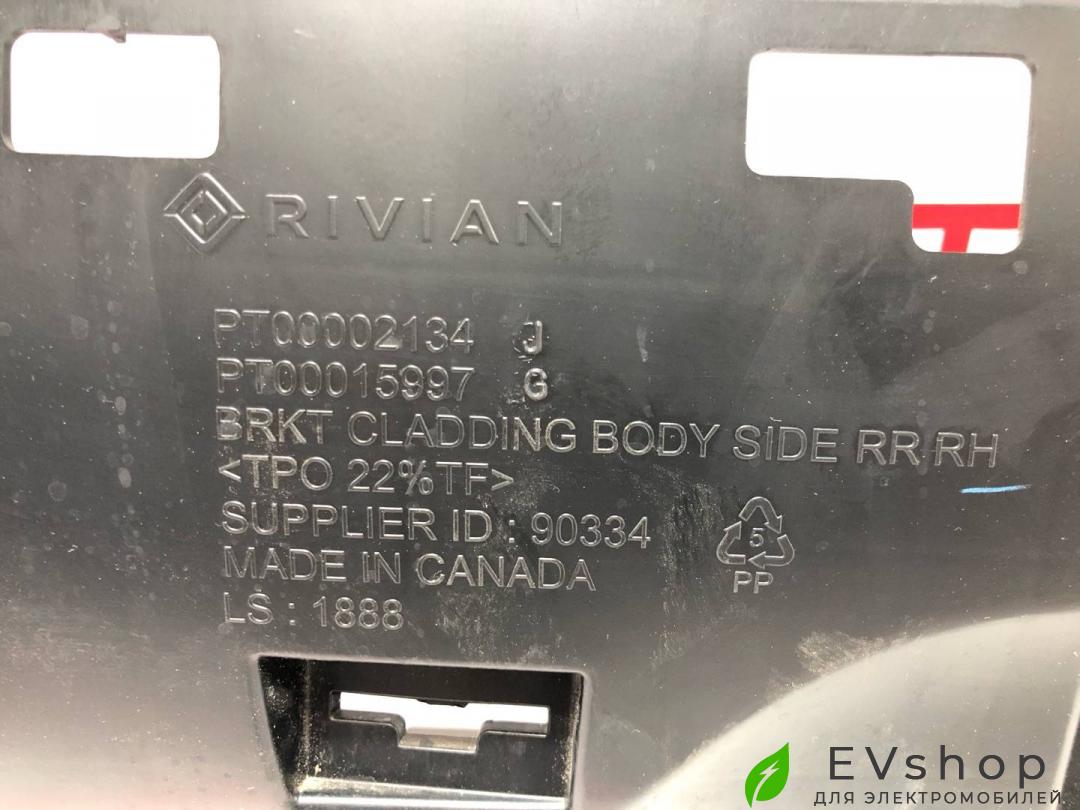 RIVIAN
PT00002134 J
PT00015997 G
BRKT CLADDING BODY SIDE RR RH
<TPO 22%TF>
SUPPLIER ID : 90334
5
PP
MADE IN CANADA
LS : 1888
EVshop
ДЛЯ ЭЛЕКТРОМОБИЛЕЙ